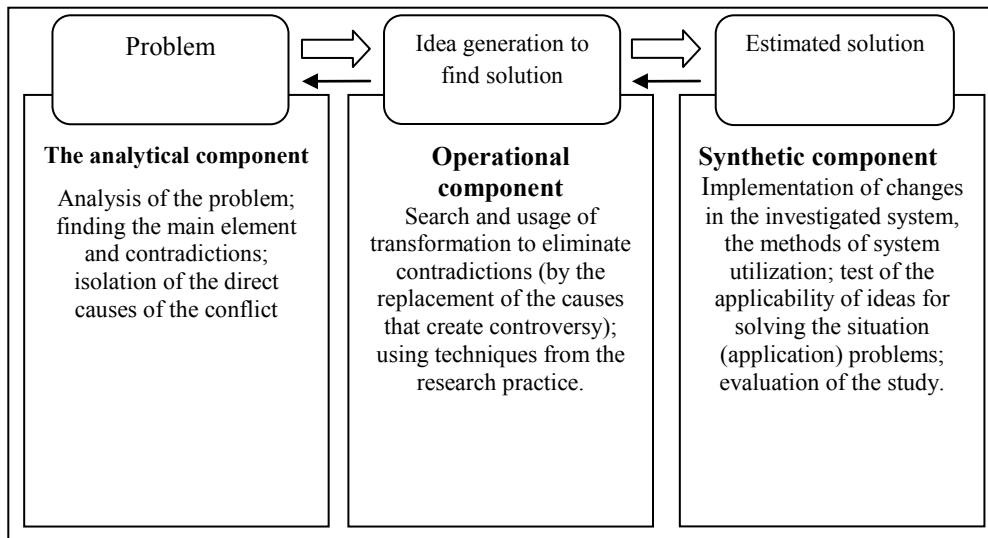 Problem
Idea generation to
find solution
Estimated solution
The analytical component
Analysis of the problem;
finding the main element
and contradictions;
isolation of the direct
causes of the conflict
Operational
component
Search and usage of
transformation to eliminate
contradictions (by the
replacement of the causes
that create controversy);
using techniques from the
research practice.
Synthetic component
Implementation of changes
in the investigated system,
the methods of system
utilization; test of the
applicability of ideas for
solving the situation
(application) problems;
evaluation of the study.